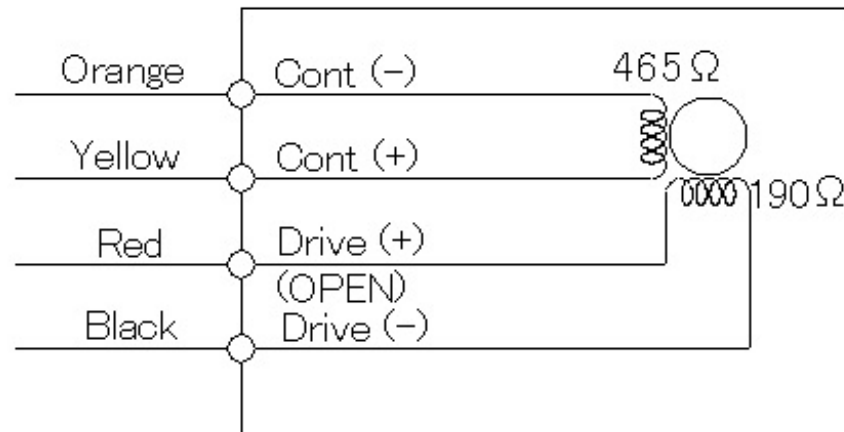 Orange Cont (-) 465Ω
Yellow Cont (+)
190Ω
Red Drive (+)
(OPEN)
Black Drive (-)